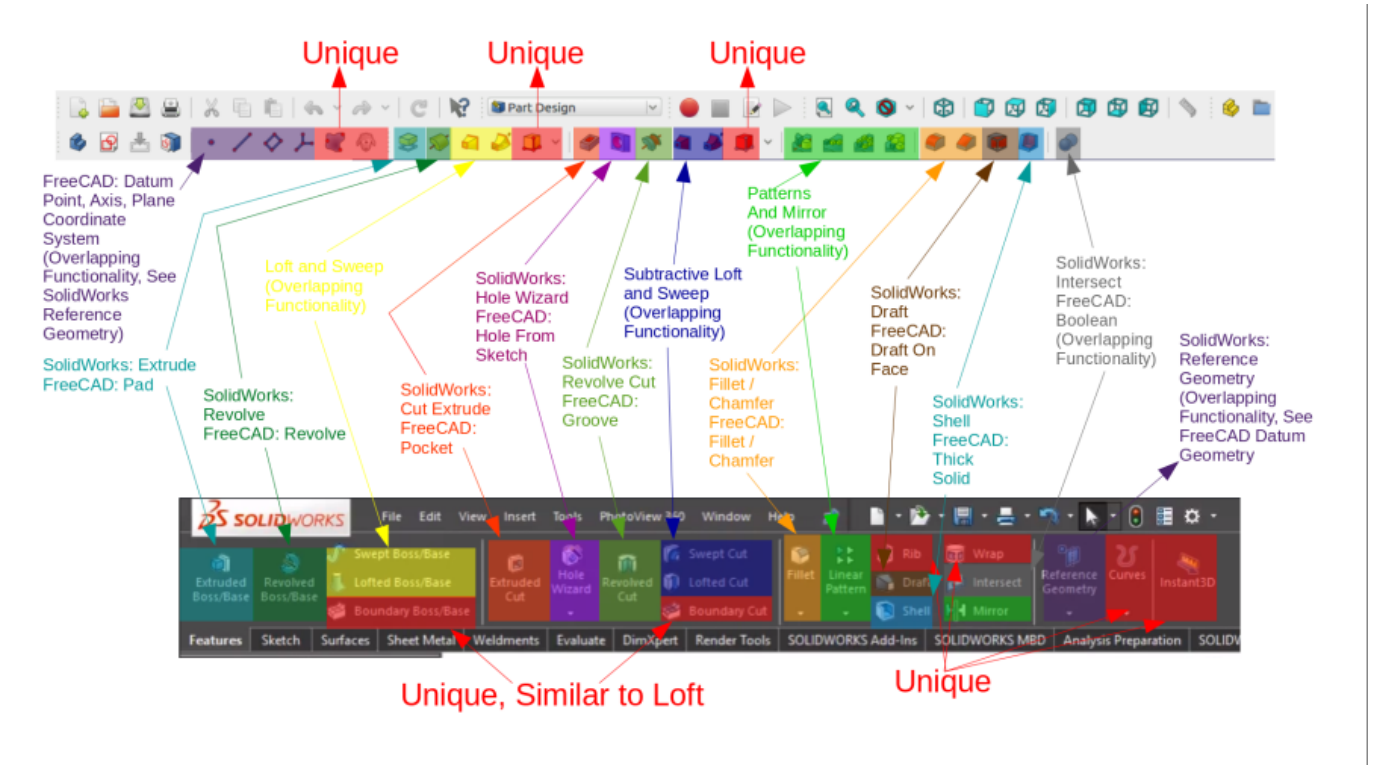 Unique
Unique
Unique
Part Design
FreeCAD: Datum
Point, Axis, Plane
Coordinate
System
(Overlapping
Functionality, See
SolidWorks
Reference
Geometry)
SolidWorks: Extrude
FreeCAD: Pad
SolidWorks:
Revolve
FreeCAD: Revolve
Loft and Sweep
(Overlapping
Functionality)
SolidWorks:
Cut Extrude
FreeCAD:
Pocket
SolidWorks:
Hole Wizard
FreeCAD:
Hole From
Sketch
SolidWorks:
Revolve Cut
FreeCAD:
Groove
Subtractive Loft
and Sweep
(Overlapping
Functionality)
Patterns
And Mirror
(Overlapping
Functionality)
SolidWorks:
Fillet /
Chamfer
FreeCAD:
Fillet /
Chamfer
SolidWorks:
Draft
FreeCAD:
Draft On
Face
SolidWorks:
Shell
FreeCAD:
Thick
Solid
SolidWorks:
Intersect
FreeCAD:
Boolean
(Overlapping
Functionality)
SolidWorks:
Reference
Geometry
(Overlapping
Functionality, See
FreeCAD Datum
Geometry
SOLIDWORKS
File Edit View Insert Tools PhotoView 360 Window Help
Extruded
Boss/Base
Revolved
Boss/Base
Swept Boss/Base
Lofted Boss/Base
Boundary Boss/Base
Extruded
Cut
Hole
Wizard
Revolved
Cut
Swept Cut
Lofted Cut
Boundary Cut
Fillet
Linear
Pattern
Rib
Draft
Shell
Wrap
Intersect
Mirror
Reference
Geometry
Curves
Instant3D
Features Sketch Surfaces Sheet Metal Weldments Evaluate DimXpert Render Tools SOLIDWORKS Add-Ins SOLIDWORKS MBD Analysis Preparation SOLIDW
Unique, Similar to Loft
Unique